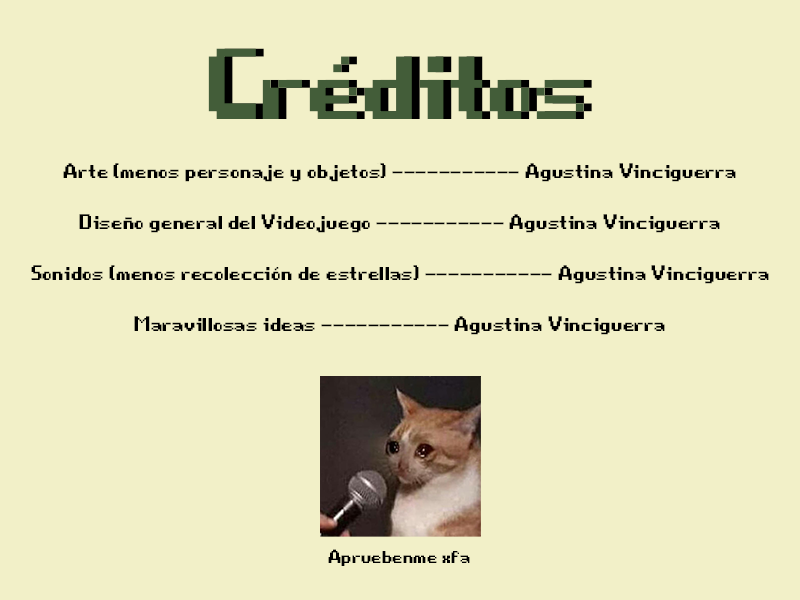 Créditos
Arte (menos personaje y objetos) ----------- Agustina Vinciguerra
Diseño general del Videojuego ----------- Agustina Vinciguerra
Sonidos (menos recolección de estrellas) ----------- Agustina Vinciguerra
Maravillosas ideas ----------- Agustina Vinciguerra
Apruebenme xfa